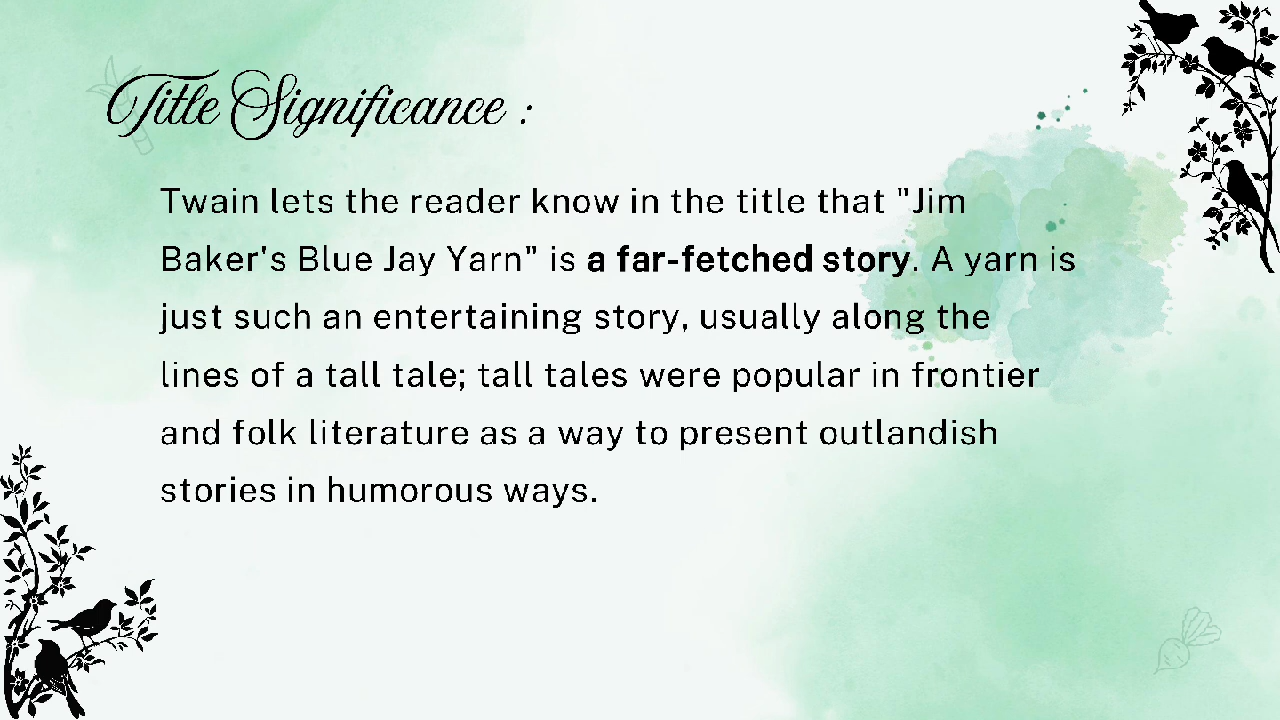 Title Significance :
Twain lets the reader know in the title that "Jim
Baker's Blue Jay Yarn" is a far-fetched story. A yarn is
just such an entertaining story, usually along the
lines of a tall tale; tall tales were popular in frontier
and folk literature as a way to present outlandish
stories in humorous ways.